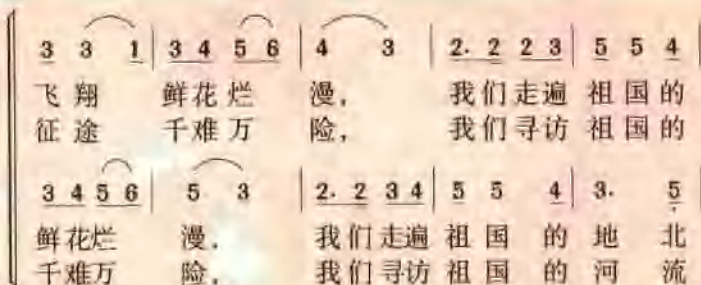 3 3 1 | 3 4 5 6 | 4 3 | 2· 2 2 3 | 5 5 4 |
飞翔 鲜花烂 漫, 我们走遍 祖国的
征途 千难万 险, 我们寻访 祖国的
3 4 5 6 | 5 3 | 2· 2 3 4 | 5 5 4 | 3· 5
鲜花烂 漫, 我们走遍 祖国 的 地 北
千难万 险, 我们寻访 祖国 的 河 流